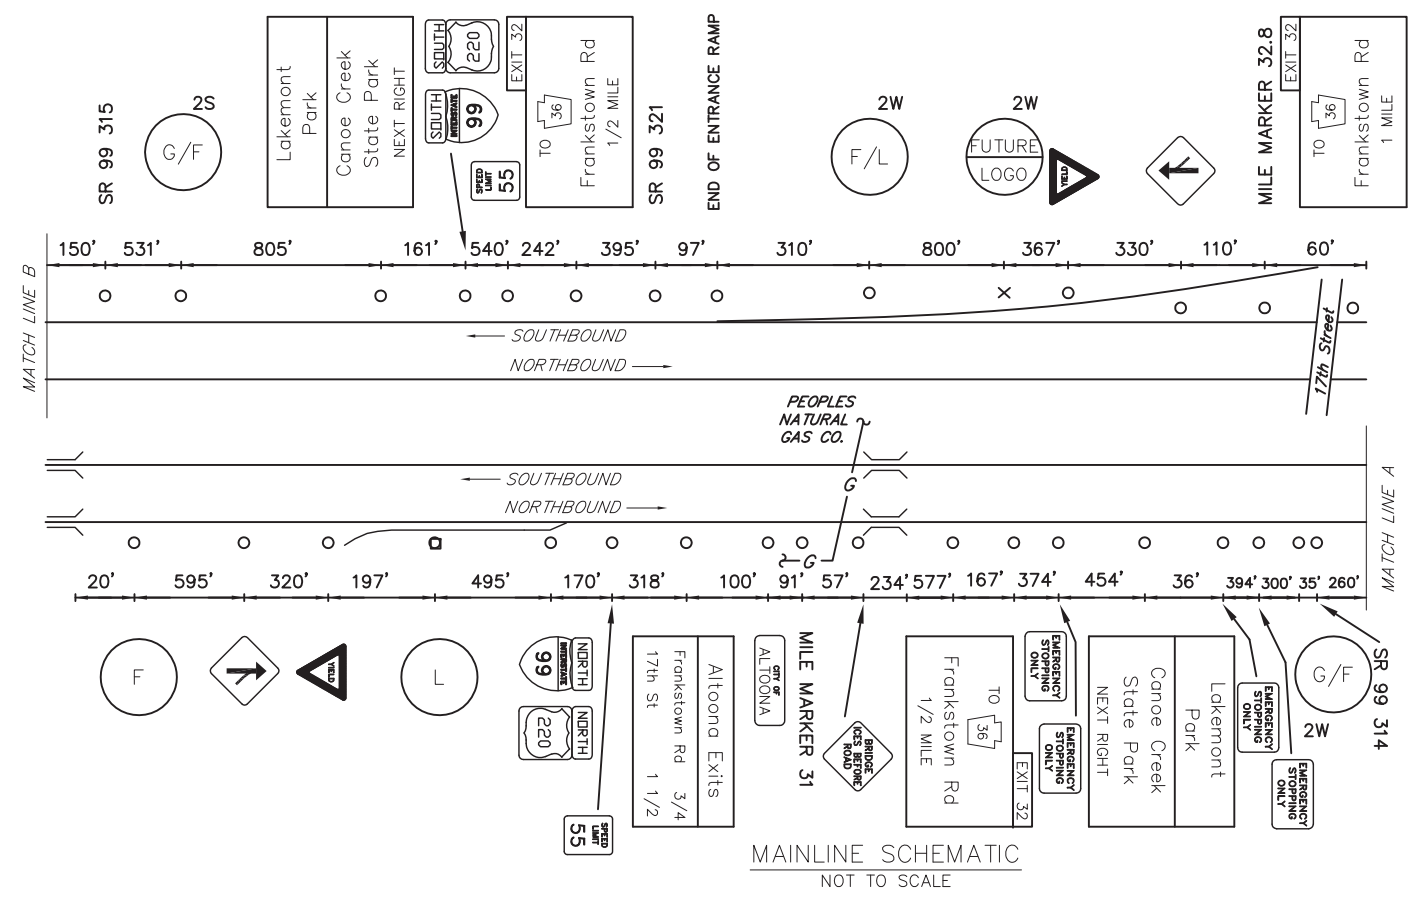 SR 99 315
G/F
2S
Lakemont
Park
Canoe Creek
State Park
NEXT RIGHT
SOUTH
220
SOUTH
INTERSTATE
99
SPEED
LIMIT
55
EXIT 32
TO
36
Frankstown Rd
1/2 MILE
SR 99 321
END OF ENTRANCE RAMP
2W
F/L
2W
FUTURE
LOGO
YIELD
MILE MARKER 32.8
EXIT 32
TO
36
Frankstown Rd
1 MILE
150' 531' 805' 161' 540' 242' 395' 97' 310' 800' 367' 330' 110' 60'
MATCH LINE B
SOUTHBOUND
NORTHBOUND
17th Street
PEOPLES
NATURAL
GAS CO.
SOUTHBOUND
NORTHBOUND
G
G
MATCH LINE A
20' 595' 320' 197' 495' 170' 318' 100' 91' 57' 234' 577' 167' 374' 454' 36' 394' 300' 35' 260'
F
YIELD
L
NORTH
INTERSTATE
99
NORTH
220
SPEED
LIMIT
55
Altoona Exits
Frankstown Rd 3/4
17th St 1 1/2
CITY OF
ALTOONA
MILE MARKER 31
BRIDGE
ICES BEFORE
ROAD
EXIT 32
TO
36
Frankstown Rd
1/2 MILE
EMERGENCY
STOPPING
ONLY
EMERGENCY
STOPPING
ONLY
Lakemont
Park
Canoe Creek
State Park
NEXT RIGHT
EMERGENCY
STOPPING
ONLY
EMERGENCY
STOPPING
ONLY
G/F
2W
SR 99 314
MAINLINE SCHEMATIC
NOT TO SCALE